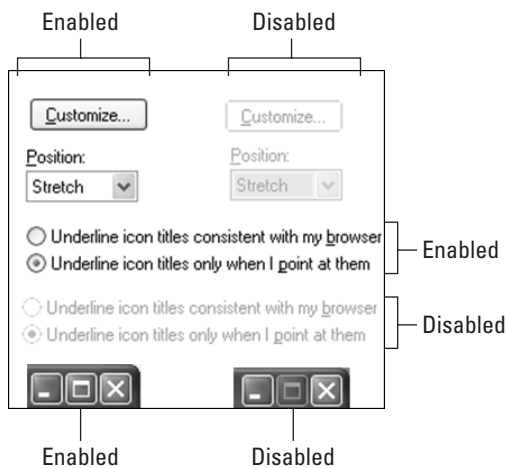 Enabled Disabled
Customize... Customize...
Position: Position:
Stretch Stretch
Underline icon titles consistent with my browser
Underline icon titles only when I point at them
Enabled
Underline icon titles consistent with my browser
Underline icon titles only when I point at them
Disabled
Enabled Disabled